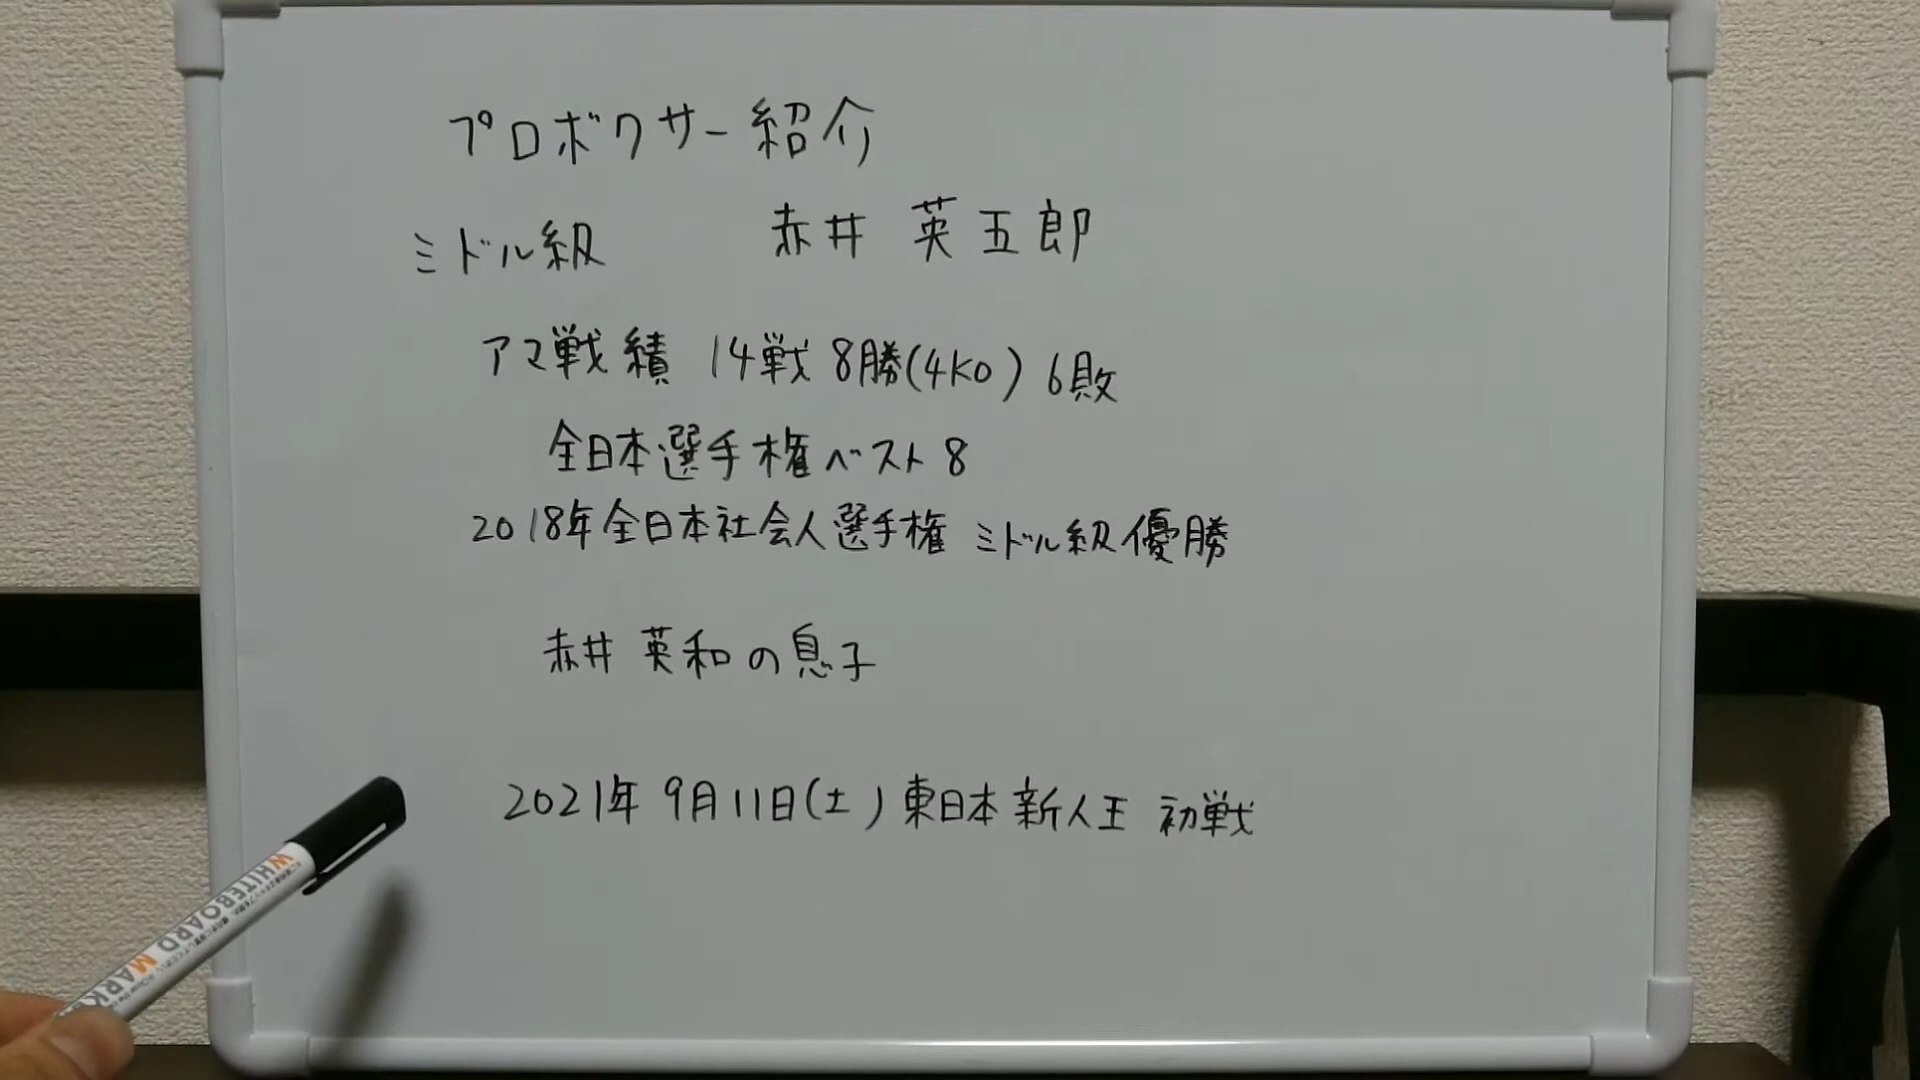 プロボクサー紹介
ミドル級 赤井 英五郎
アマ戦績 14戦 8勝(4KO) 6敗
全日本選手権ベスト8
2018年全日本社会人選手権 ミドル級優勝
赤井 英和の息子
2021年 9月11日(土) 東日本新人王 初戦
WHITEBOARD MARK